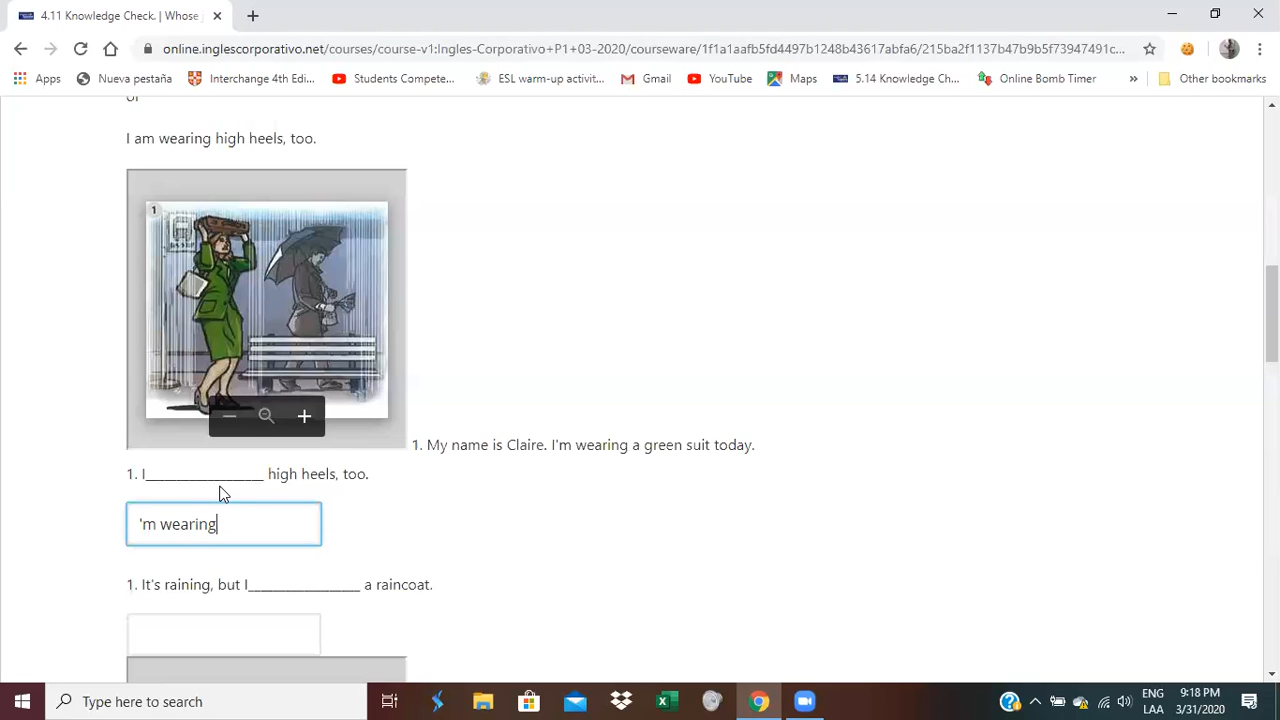 4.11 Knowledge Check. | Whose
online.inglescorporativo.net/courses/course-v1:Ingles-Corporativo+P1+03-2020/courseware/1f1a1aafb5fd4497b1248b43617abfa6/215ba2f1137b47b9b5f73947491c...
Apps Nueva pestaña Interchange 4th Edi... Students Compete... ESL warm-up activit... Gmail YouTube Maps 5.14 Knowledge Ch... Online Bomb Timer » Other bookmarks
or
I am wearing high heels, too.
1
1. My name is Claire. I'm wearing a green suit today.
1. I__________________ high heels, too.
'm wearing
1. It's raining, but I_________________ a raincoat.
Type here to search
ENG
LAA
9:18 PM
3/31/2020